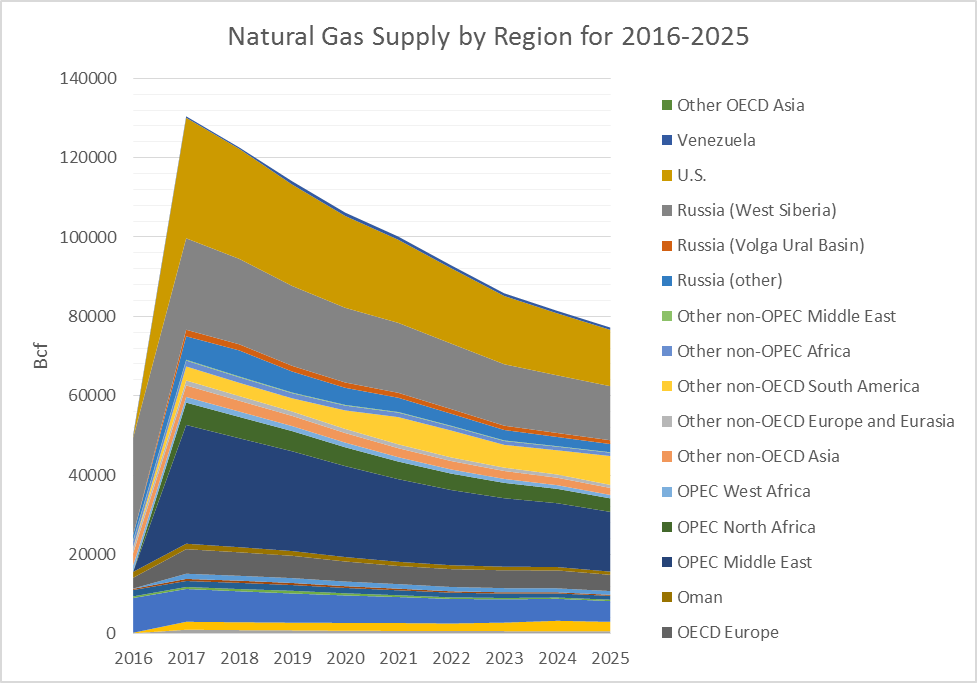 Natural Gas Supply by Region for 2016-2025
Bcf
140000
120000
100000
80000
60000
40000
20000
0
2016 2017 2018 2019 2020 2021 2022 2023 2024 2025
Other OECD Asia
Venezuela
U.S.
Russia (West Siberia)
Russia (Volga Ural Basin)
Russia (other)
Other non-OPEC Middle East
Other non-OPEC Africa
Other non-OECD South America
Other non-OECD Europe and Eurasia
Other non-OECD Asia
OPEC West Africa
OPEC North Africa
OPEC Middle East
Oman
OECD Europe